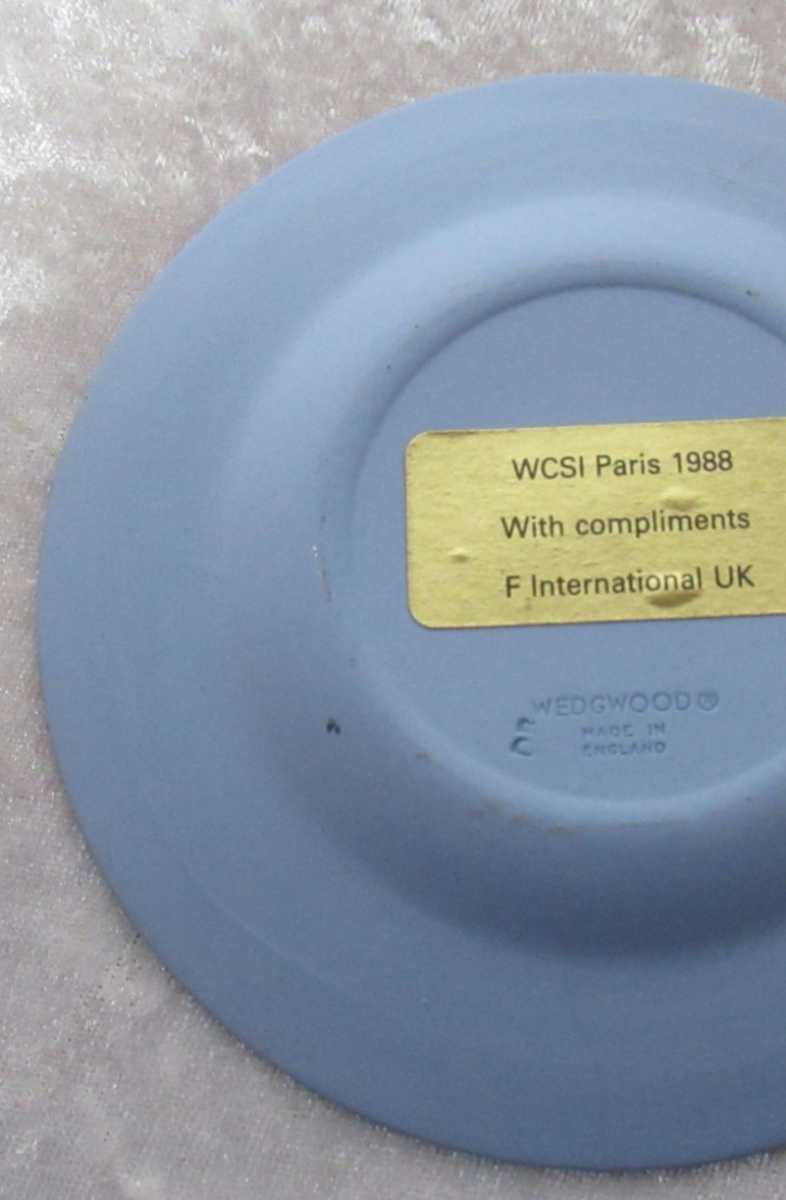 WCSI Paris 1988
With compliments
F International UK
WEDGWOOD®
MADE IN
ENGLAND